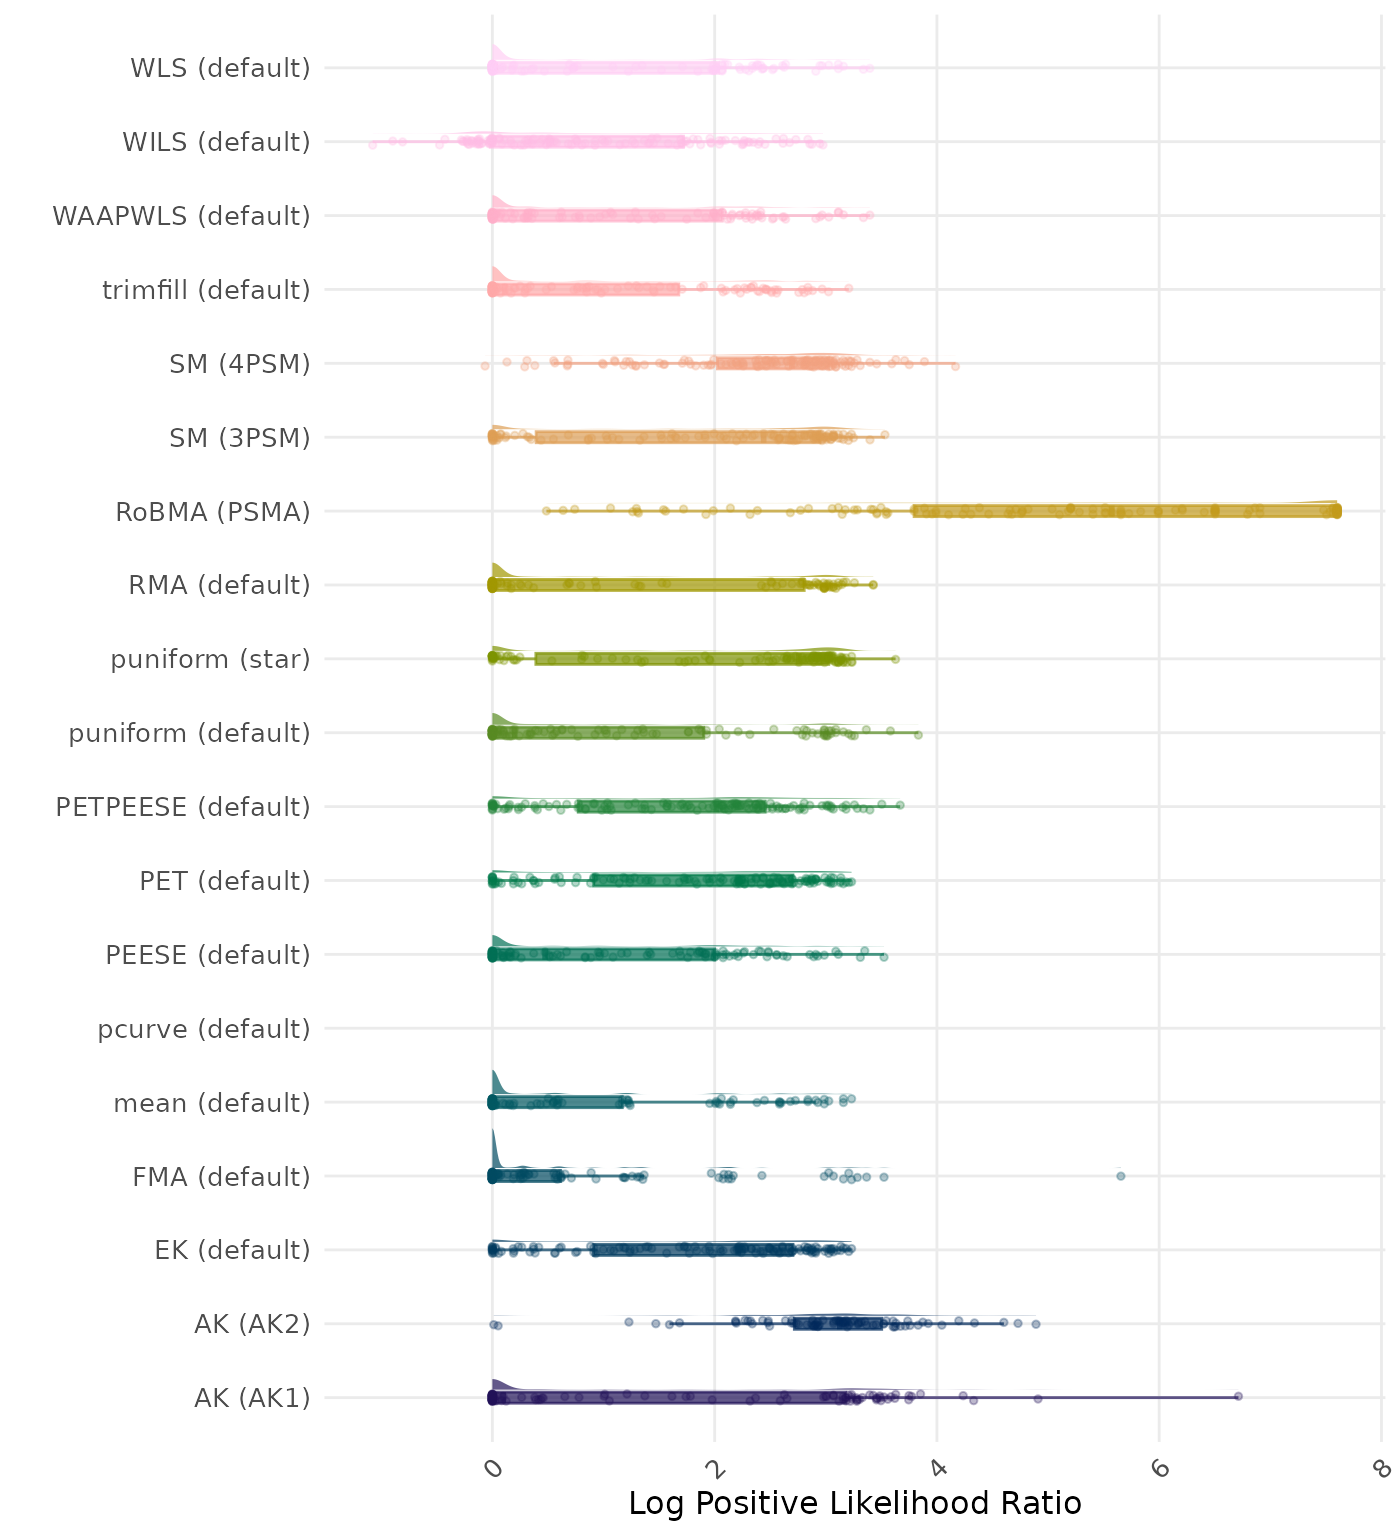 WLS (default)
WILS (default)
WAAPWLS (default)
trimfill (default)
SM (4PSM)
SM (3PSM)
RoBMA (PSMA)
RMA (default)
puniform (star)
puniform (default)
PETPEESE (default)
PET (default)
PEESE (default)
pcurve (default)
mean (default)
FMA (default)
EK (default)
AK (AK2)
AK (AK1)
0 2 4 6 8
Log Positive Likelihood Ratio